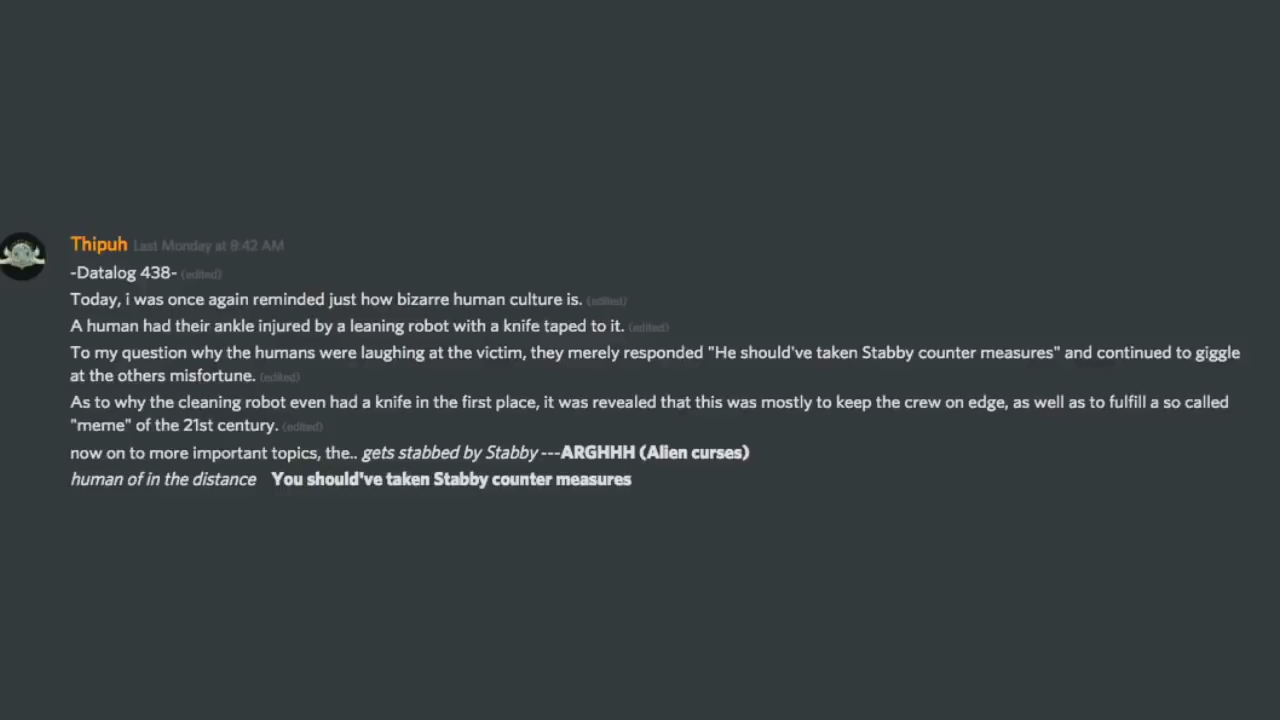 Thipuh Last Monday at 8:42 AM
-Datalog 438- (edited)
Today, i was once again reminded just how bizarre human culture is. (edited)
A human had their ankle injured by a leaning robot with a knife taped to it. (edited)
To my question why the humans were laughing at the victim, they merely responded "He should've taken Stabby counter measures" and continued to giggle
at the others misfortune. (edited)
As to why the cleaning robot even had a knife in the first place, it was revealed that this was mostly to keep the crew on edge, as well as to fulfill a so called
"meme" of the 21st century. (edited)
now on to more important topics, the.. gets stabbed by Stabby ---ARGHHH (Alien curses)
human of in the distance You should've taken Stabby counter measures